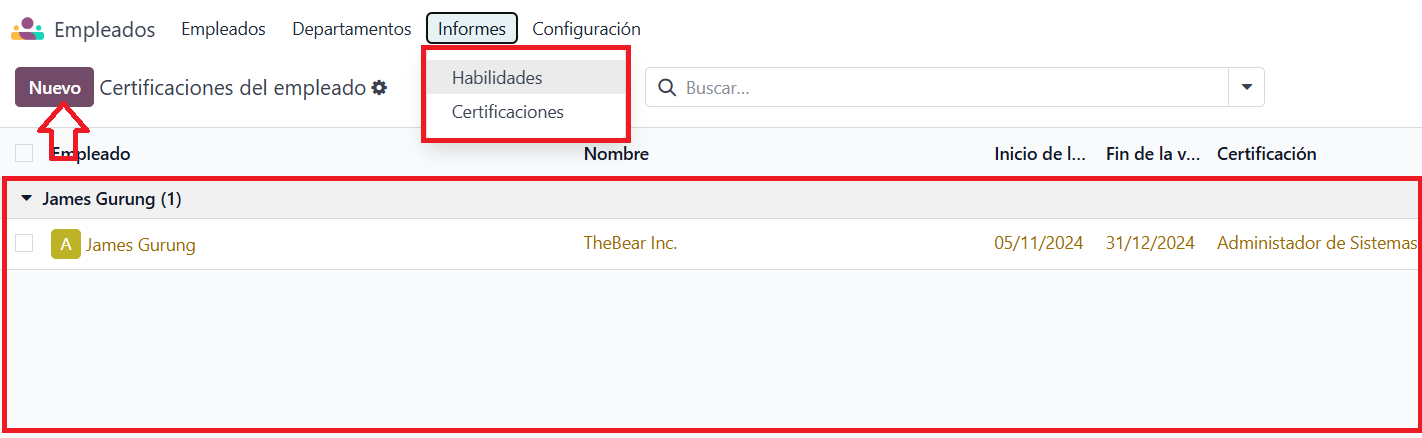 Empleados Empleados Departamentos Informes Configuración
Nuevo Certificaciones del empleado Buscar...
Habilidades
Certificaciones
Empleado Nombre Inicio de l... Fin de la v... Certificación
James Gurung (1)
A James Gurung TheBear Inc. 05/11/2024 31/12/2024 Administador de Sistemas